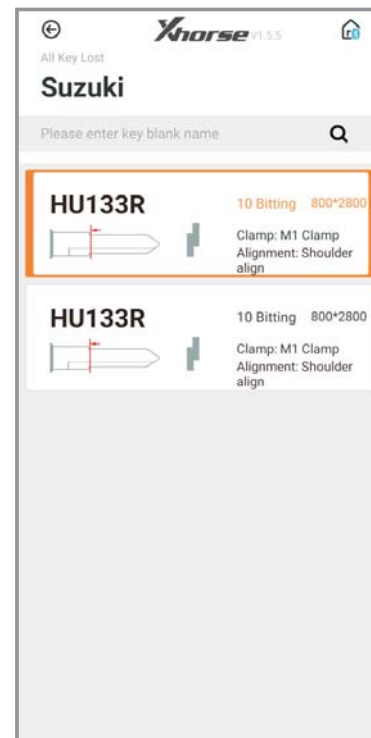 Xhorse V1.5.5
All Key Lost
Suzuki
Please enter key blank name
HU133R
10 Bitting 800*2800
Clamp: M1 Clamp
Alignment: Shoulder
align
HU133R
10 Bitting 800*2800
Clamp: M1 Clamp
Alignment: Shoulder
align